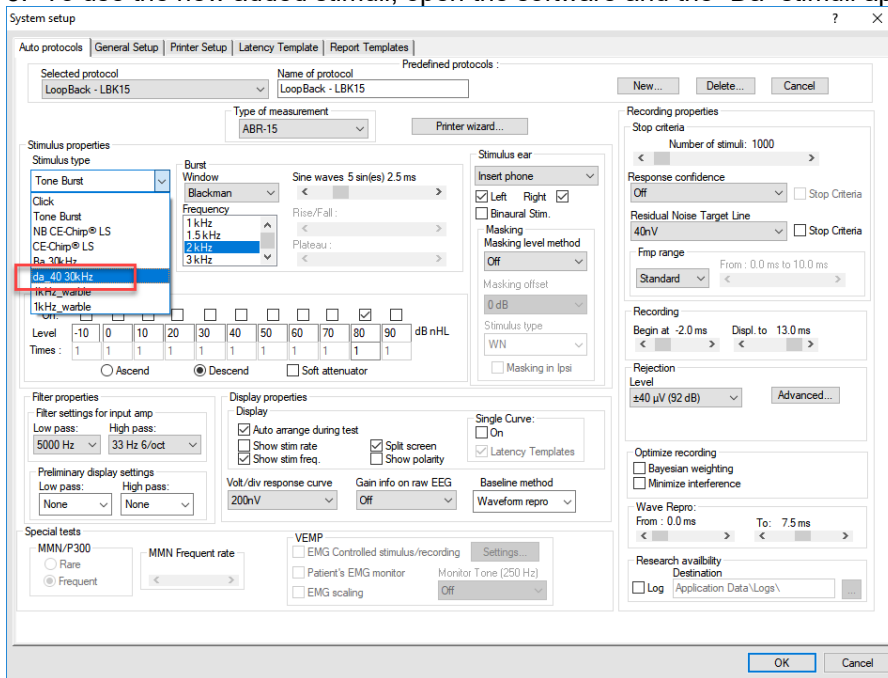 System setup ? X
Auto protocols General Setup Printer Setup Latency Template Report Templates
Predefined protocols :
Selected protocol Name of protocol
LoopBack - LBK15 LoopBack - LBK15 New... Delete... Cancel
Type of measurement
ABR-15 Printer wizard...
Stimulus properties
Stimulus type
Tone Burst
Click
Tone Burst
NB CE-Chirp® LS
CE-Chirp® LS
Ba 30kHz
da_40 30kHz
1kHz_warble
1kHz_warble
Burst
Window Sine waves 5 sin(es) 2.5 ms
Blackman
Frequency
1 kHz
1.5 kHz
2 kHz
3 kHz
Rise/Fall :
Plateau :
Stimulus ear
Insert phone
Left Right
Binaural Stim.
Masking
Masking level method
Off
Masking offset
0 dB
Stimulus type
WN
Masking in Ipsi
On:
Level -10 0 10 20 30 40 50 60 70 80 90 dB nHL
Times : 1 1 1 1 1 1 1 1 1 1 1
Ascend Descend Soft attenuator
Recording properties
Stop criteria
Number of stimuli: 1000
Response confidence
Off Stop Criteria
Residual Noise Target Line
40nV Stop Criteria
Fmp range
Standard From : 0.0 ms to 10.0 ms
Recording
Begin at -2.0 ms Displ. to 13.0 ms
Rejection
Level
±40 µV (92 dB) Advanced...
Optimize recording
Bayesian weighting
Minimize interference
Wave Repro:
From : 0.0 ms To: 7.5 ms
Research availbility
Destination
Log Application Data\Logs\ ...
Filter properties
Filter settings for input amp
Low pass: High pass:
5000 Hz 33 Hz 6/oct
Preliminary display settings
Low pass: High pass:
None None
Display properties
Display
Auto arrange during test
Show stim rate Split screen
Show stim freq. Show polarity
Single Curve:
On
Latency Templates
Volt/div response curve Gain info on raw EEG Baseline method
200nV Off Waveform repro
Special tests
MMN/P300
Rare
Frequent
MMN Frequent rate
VEMP
EMG Controlled stimulus/recording Settings...
Patient's EMG monitor Monitor Tone (250 Hz)
EMG scaling Off
OK Cancel